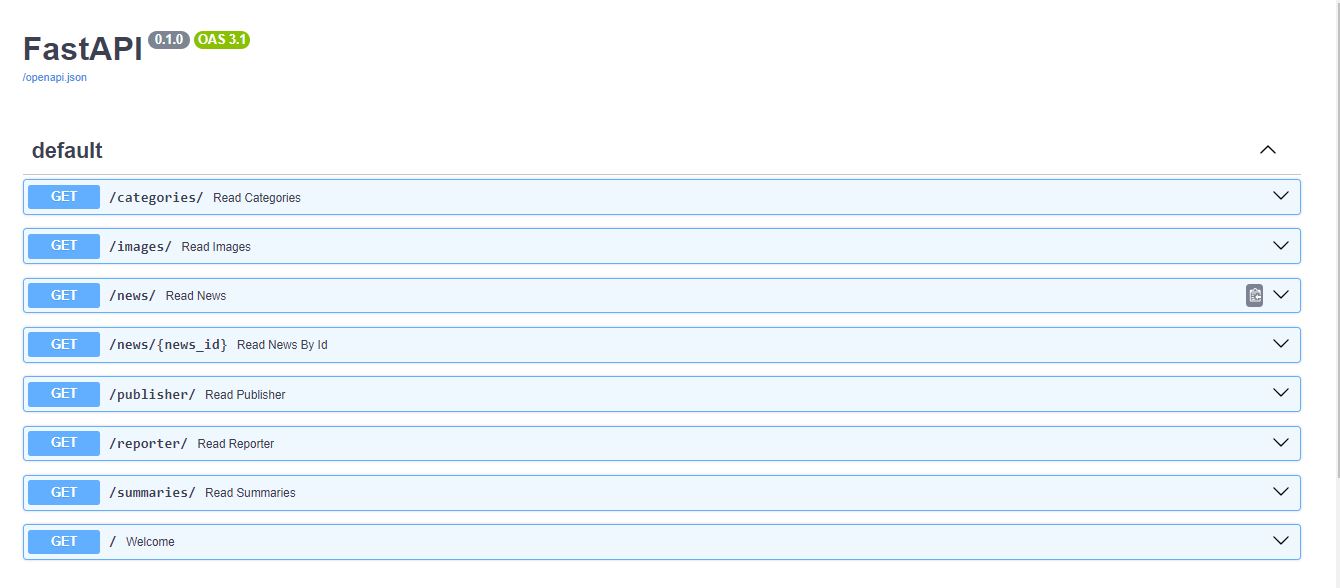 FastAPI 0.1.0 OAS 3.1
/openapi.json
default
GET /categories/ Read Categories
GET /images/ Read Images
GET /news/ Read News
GET /news/{news_id} Read News By Id
GET /publisher/ Read Publisher
GET /reporter/ Read Reporter
GET /summaries/ Read Summaries
GET / Welcome